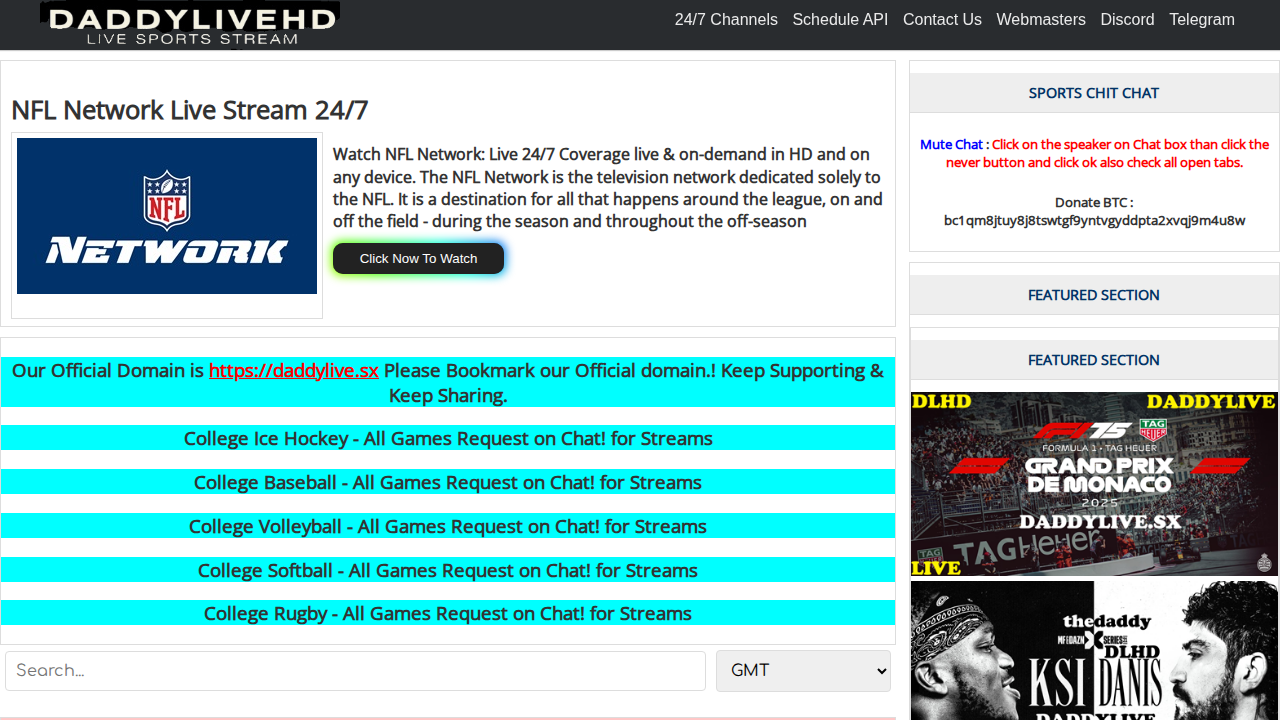 DADDYLIVEHD
LIVE SPORTS STREAM
24/7 Channels Schedule API Contact Us Webmasters Discord Telegram
NFL Network Live Stream 24/7
NFL
NETWORK
Watch NFL Network: Live 24/7 Coverage live & on-demand in HD and on
any device. The NFL Network is the television network dedicated solely to
the NFL. It is a destination for all that happens around the league, on and
off the field - during the season and throughout the off-season
Click Now To Watch
Our Official Domain is https://daddylive.sx Please Bookmark our Official domain.! Keep Supporting &
Keep Sharing.
College Ice Hockey - All Games Request on Chat! for Streams
College Baseball - All Games Request on Chat! for Streams
College Volleyball - All Games Request on Chat! for Streams
College Softball - All Games Request on Chat! for Streams
College Rugby - All Games Request on Chat! for Streams
Search...
GMT
SPORTS CHIT CHAT
Mute Chat : Click on the speaker on Chat box than click the
never button and click ok also check all open tabs.
Donate BTC :
bc1qm8jtuy8j8tswtgf9yntvgyddpta2xvqj9m4u8w
FEATURED SECTION
FEATURED SECTION
DLHD DADDYLIVE
F1 75 TAG HEUER
FORMULA 1 · TAG HEUER
GRAND PRIX
DE MONACO
2025
DADDYLIVE.SX
TAG HEUER TAGHeuer
LIVE
thedaddy
MF DAZN X SERIES
DLHD
KSI DANIS
DADDYLIVE